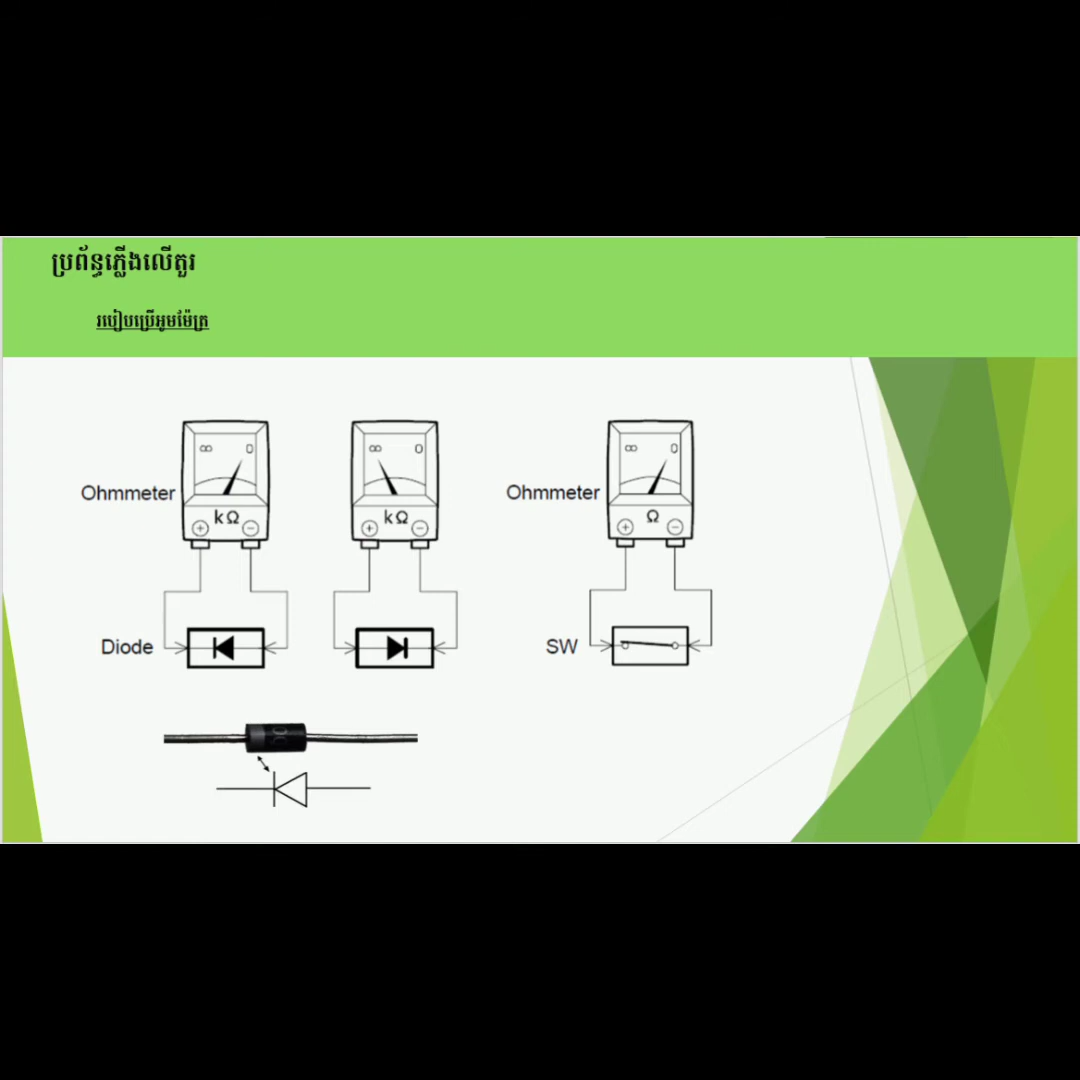 ប្រព័ន្ធភ្លើងលើតួរ
របៀបប្រើអូមម៉ែត្រ
∞ 0
∞ 0
∞ 0
Ohmmeter
Ohmmeter
kΩ
kΩ
Ω
+ −
+ −
+ −
Diode
SW